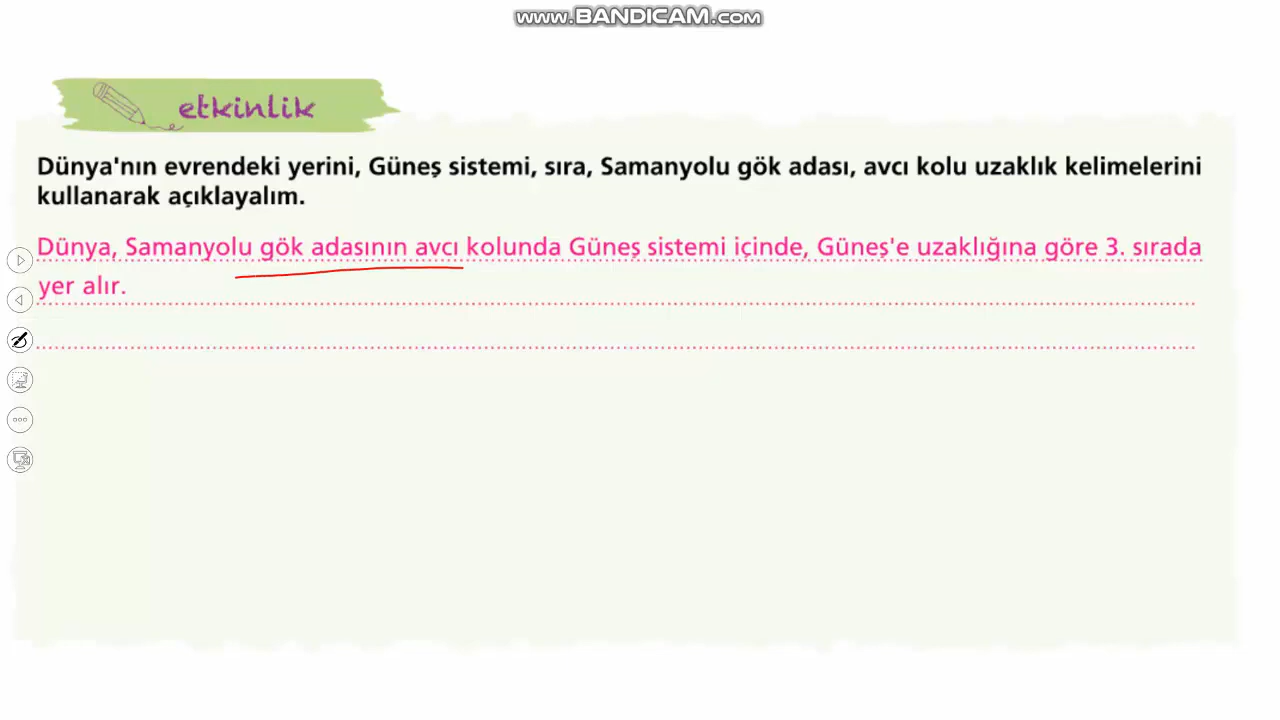 www.BANDICAM.com
etkinlik
Dünya'nın evrendeki yerini, Güneş sistemi, sıra, Samanyolu gök adası, avcı kolu uzaklık kelimelerini
kullanarak açıklayalım.
Dünya, Samanyolu gök adasının avcı kolunda Güneş sistemi içinde, Güneş'e uzaklığına göre 3. sırada
yer alır.